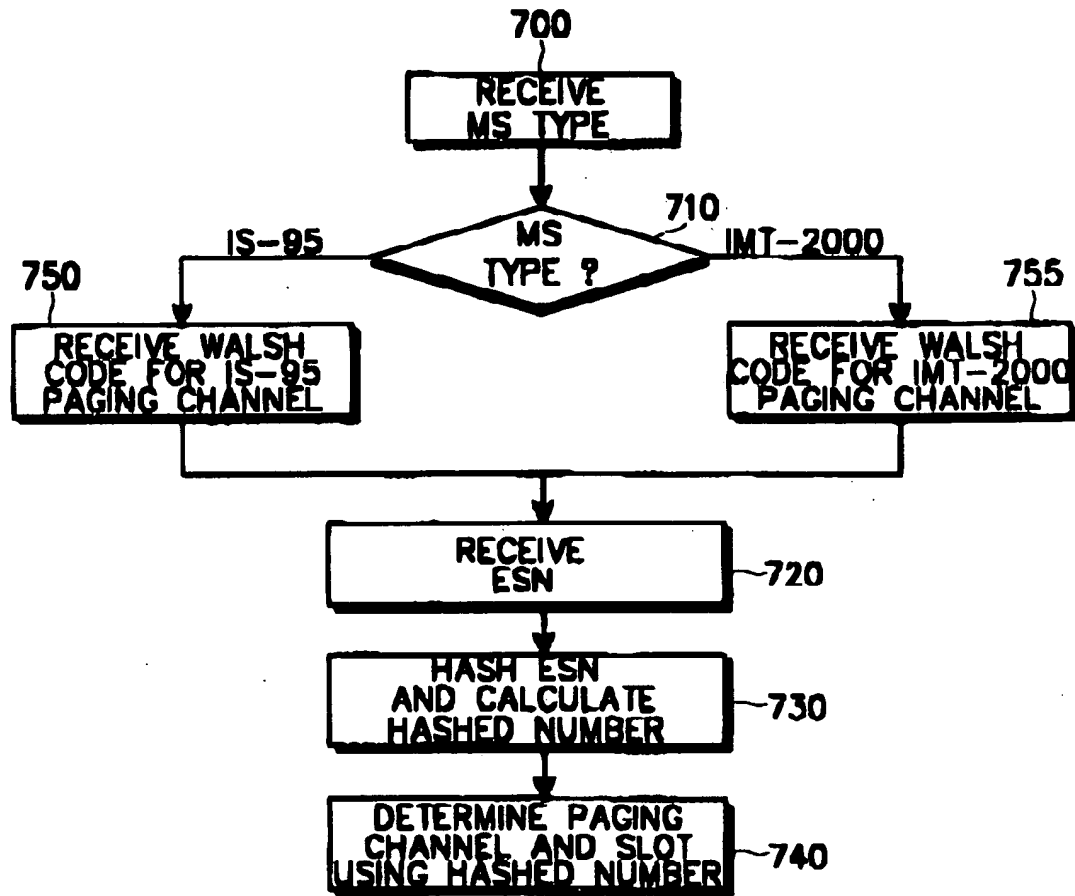 700
RECEIVE
MS TYPE
710
MS
TYPE ?
IS-95
IMT-2000
750
RECEIVE WALSH
CODE FOR IS-95
PAGING CHANNEL
755
RECEIVE WALSH
CODE FOR IMT-2000
PAGING CHANNEL
RECEIVE
ESN
720
HASH ESN
AND CALCULATE
HASHED NUMBER
730
DETERMINE PAGING
CHANNEL AND SLOT
USING HASHED NUMBER
740